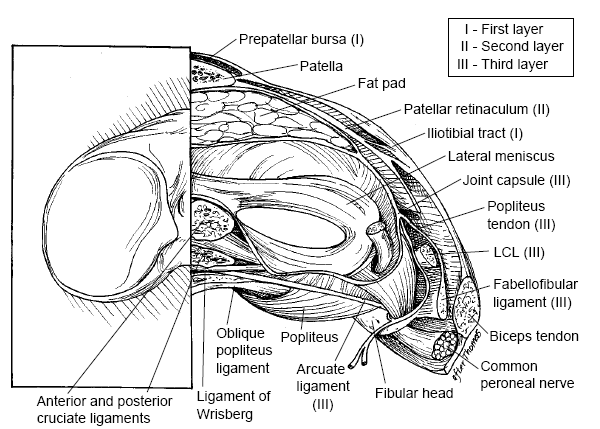 I - First layer
II - Second layer
III - Third layer
Prepatellar bursa (I)
Patella
Fat pad
Patellar retinaculum (II)
Iliotibial tract (I)
Lateral meniscus
Joint capsule (III)
Popliteus
tendon (III)
LCL (III)
Fabellofibular
ligament (III)
Biceps tendon
Common
peroneal nerve
Fibular head
Arcuate
ligament
(III)
Popliteus
Oblique
popliteus
ligament
Ligament of
Wrisberg
Anterior and posterior
cruciate ligaments
after Thomas